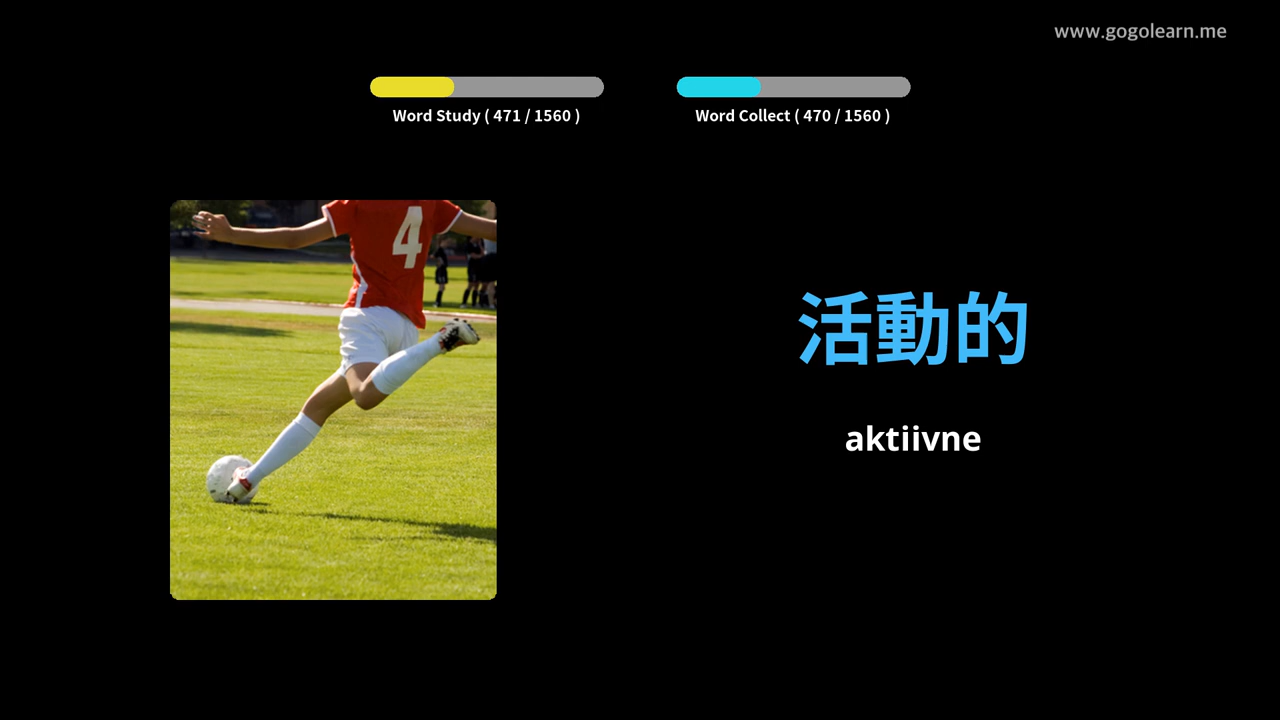 www.gogolearn.me
Word Study ( 471 / 1560 )
Word Collect ( 470 / 1560 )
4
活動的
aktiivne